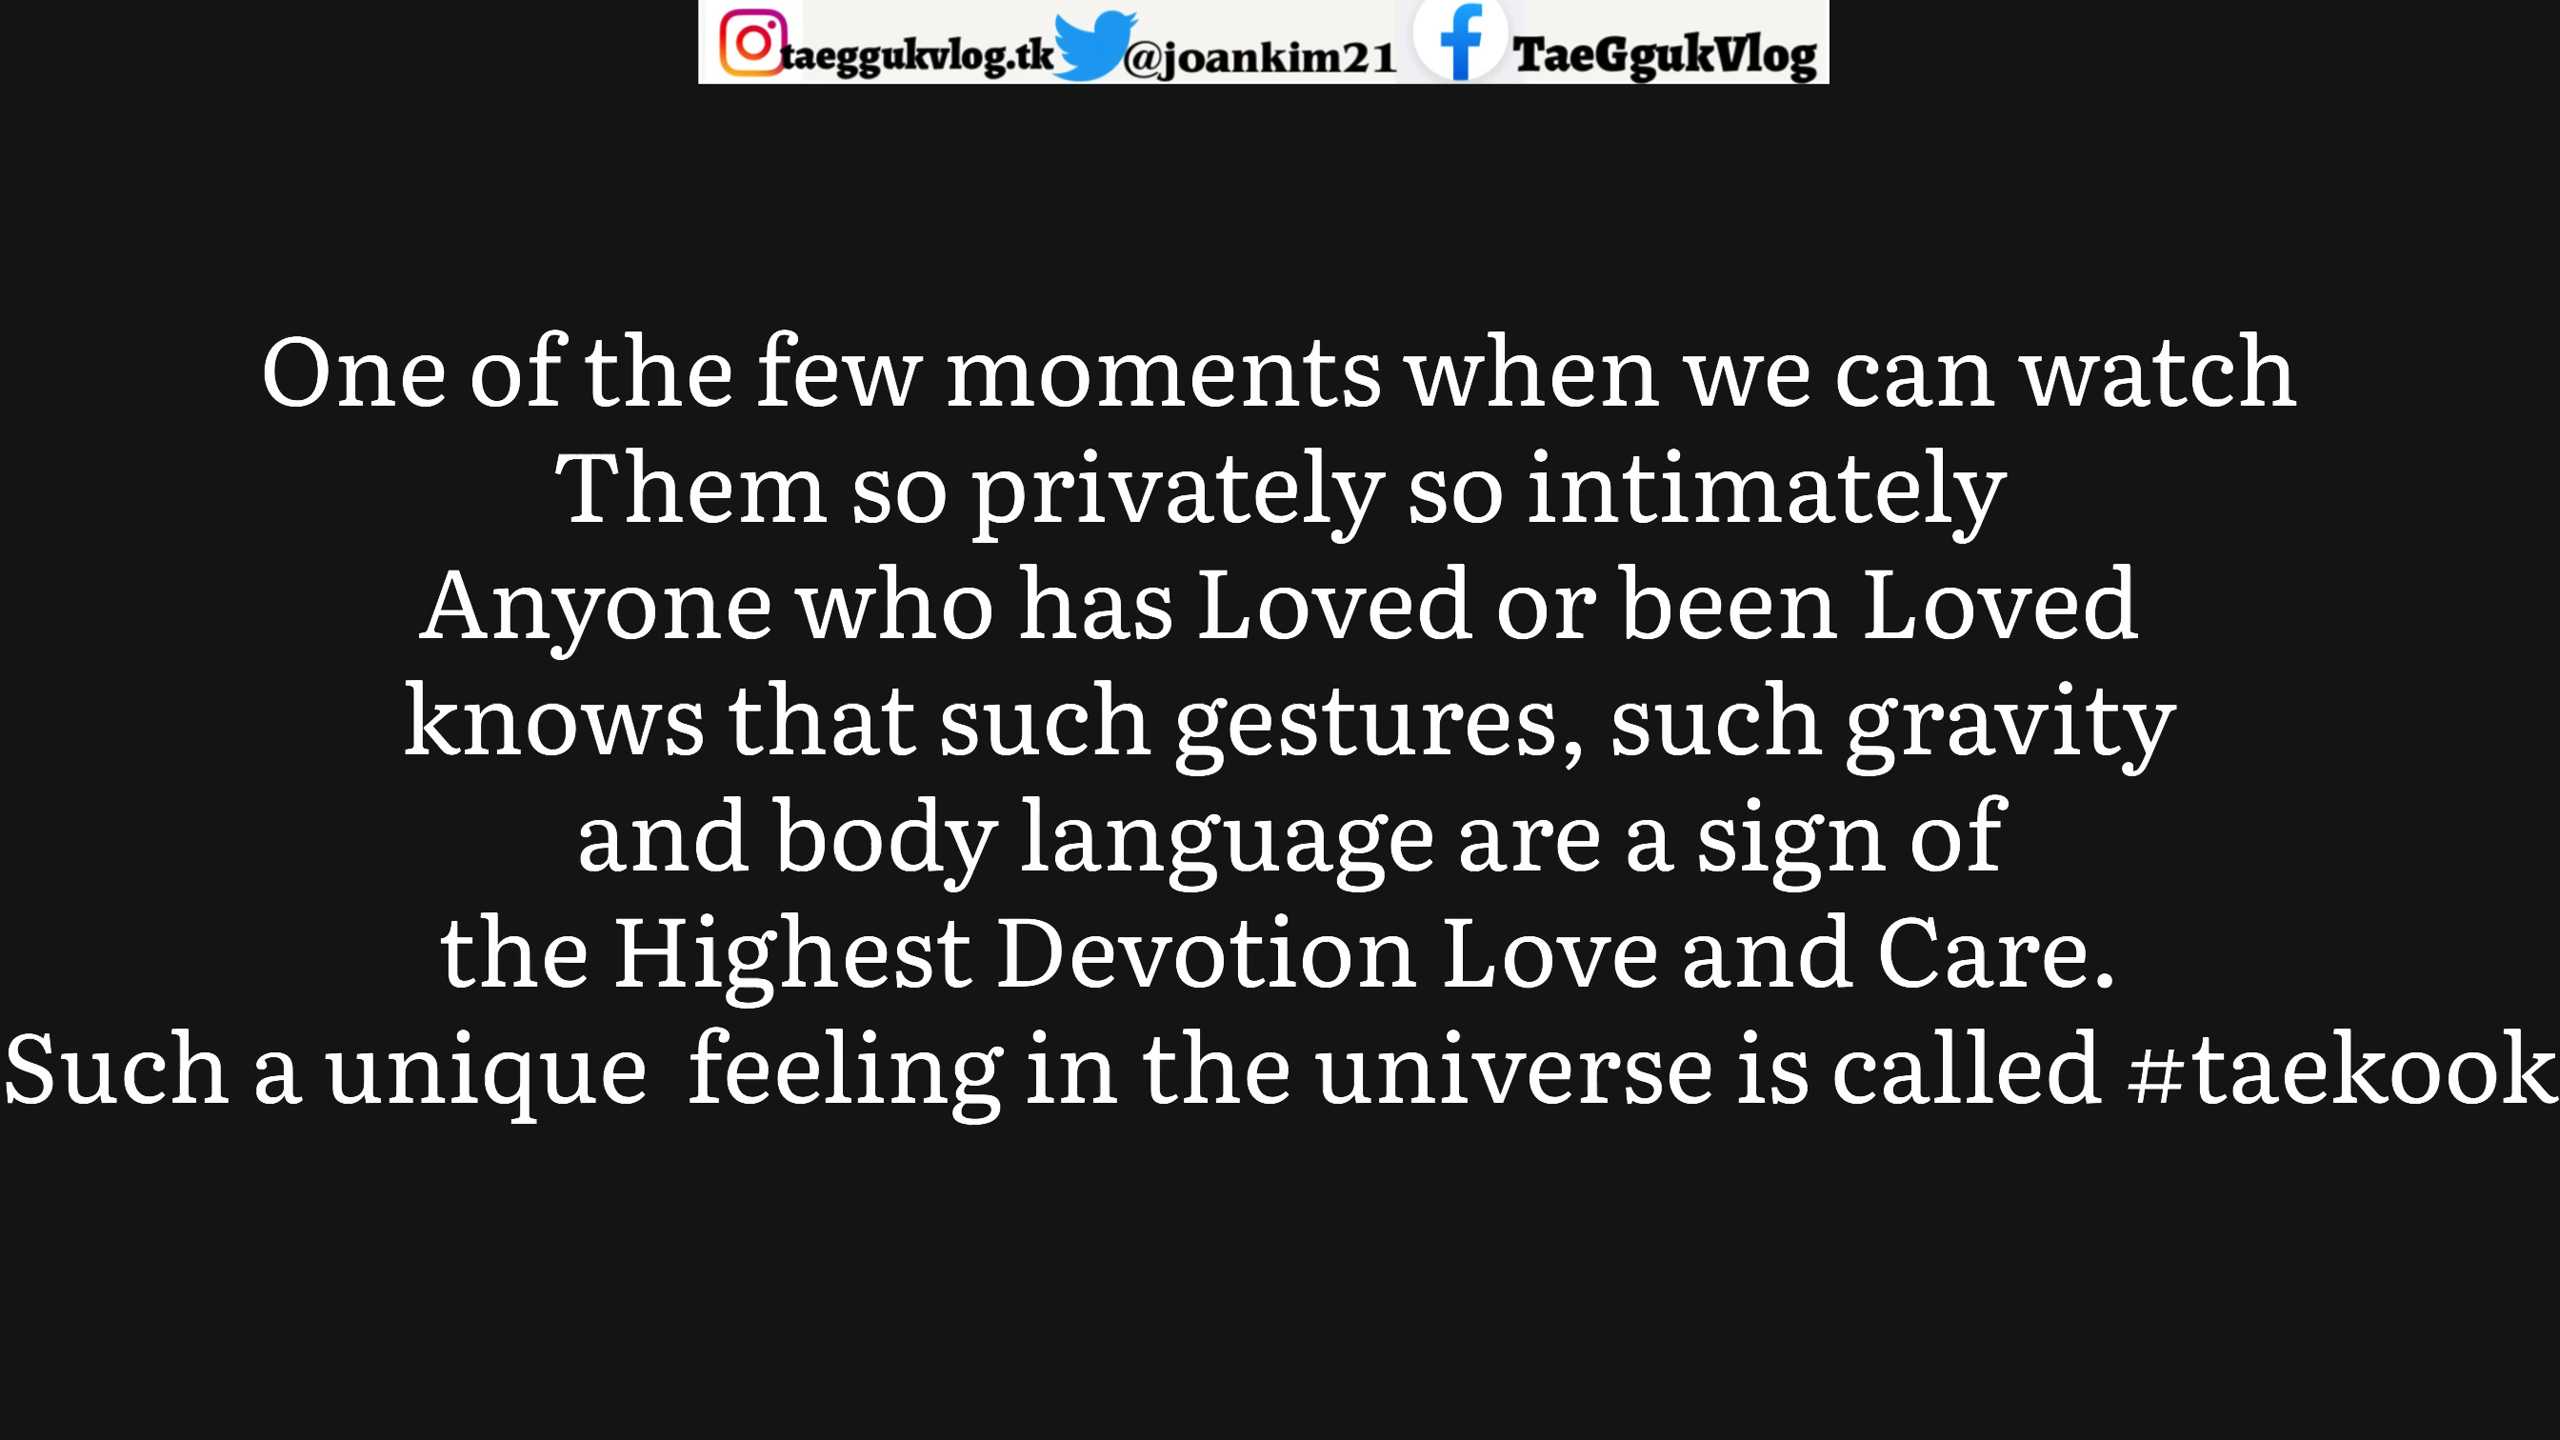 taeggukvlog.tk @joankim21 TaeGgukVlog
One of the few moments when we can watch
Them so privately so intimately
Anyone who has Loved or been Loved
knows that such gestures, such gravity
and body language are a sign of
the Highest Devotion Love and Care.
Such a unique  feeling in the universe is called #taekook